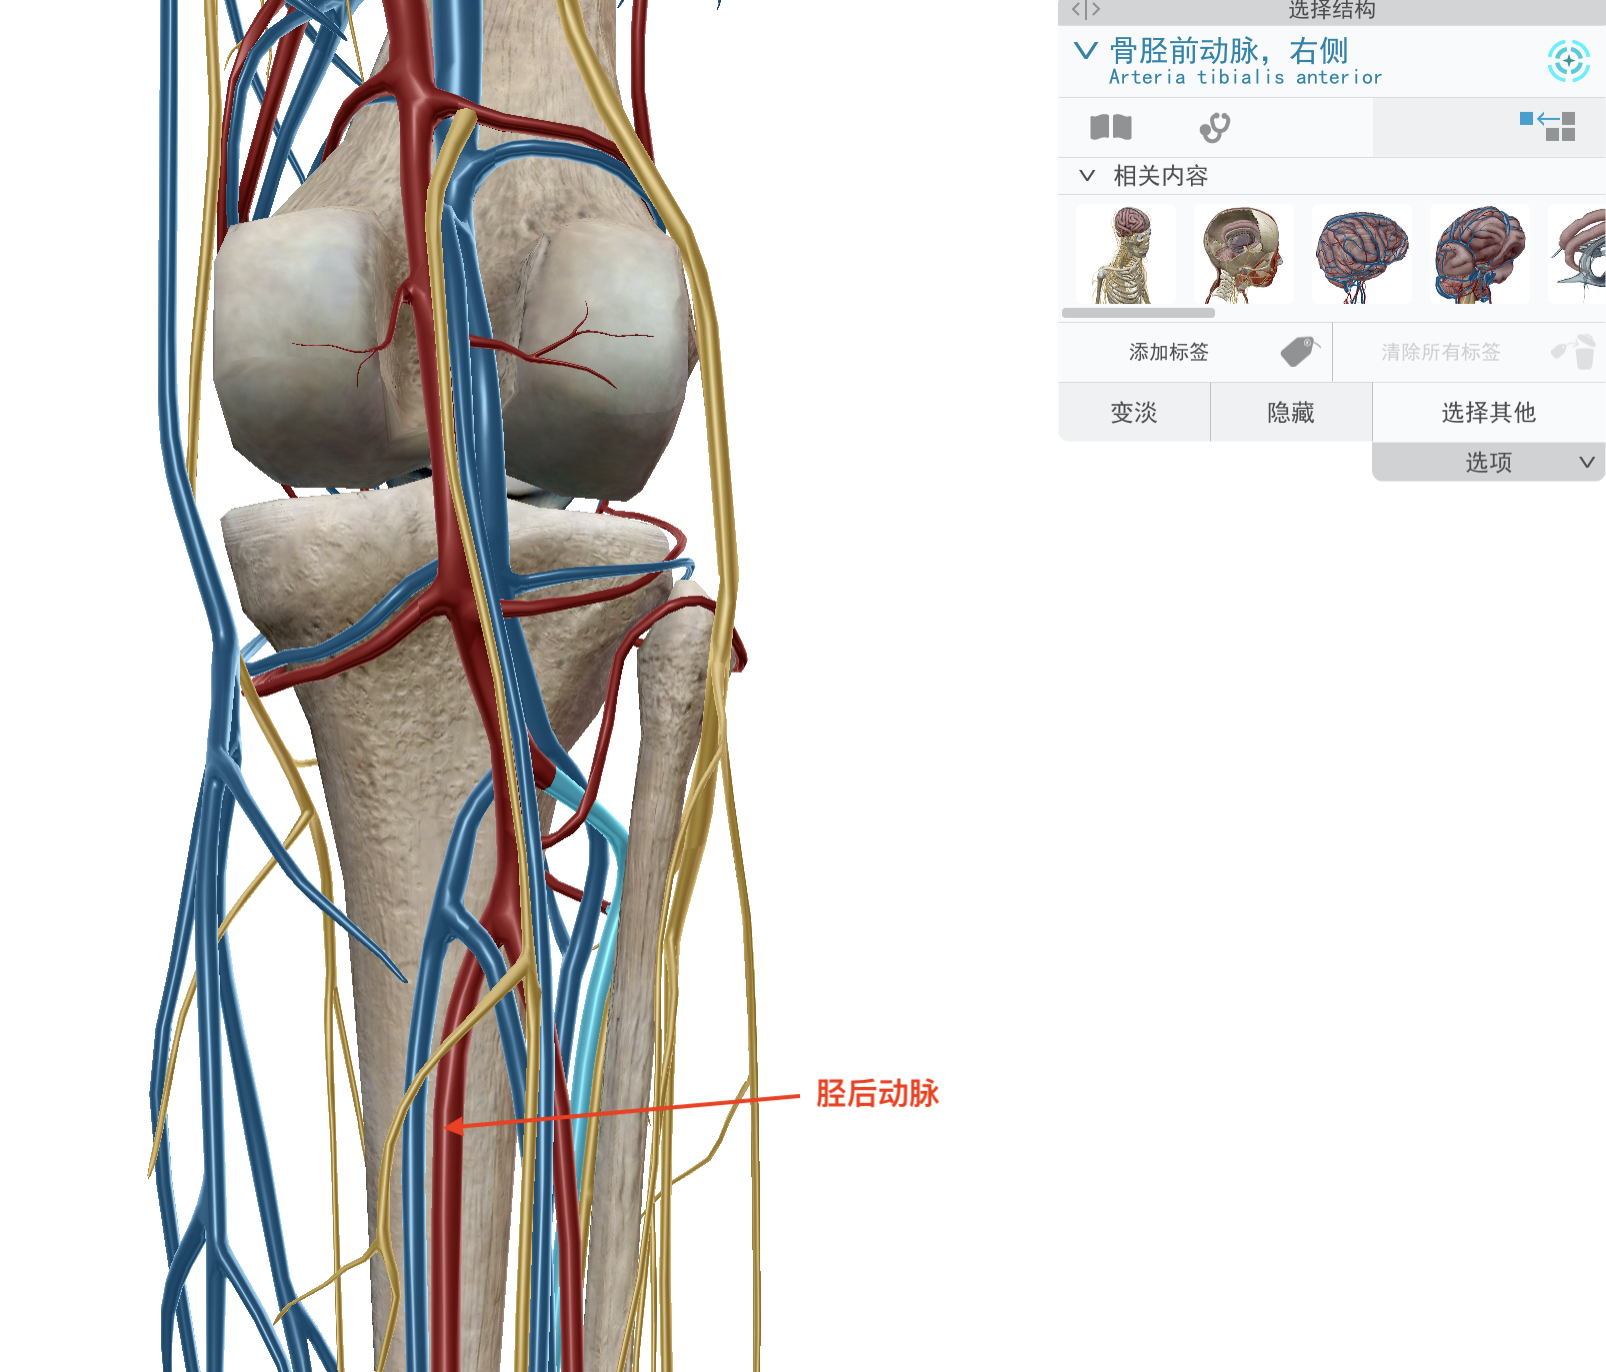 选择结构
骨胫前动脉，右侧
Arteria tibialis anterior
相关内容
添加标签
清除所有标签
变淡
隐藏
选择其他
选项
胫后动脉